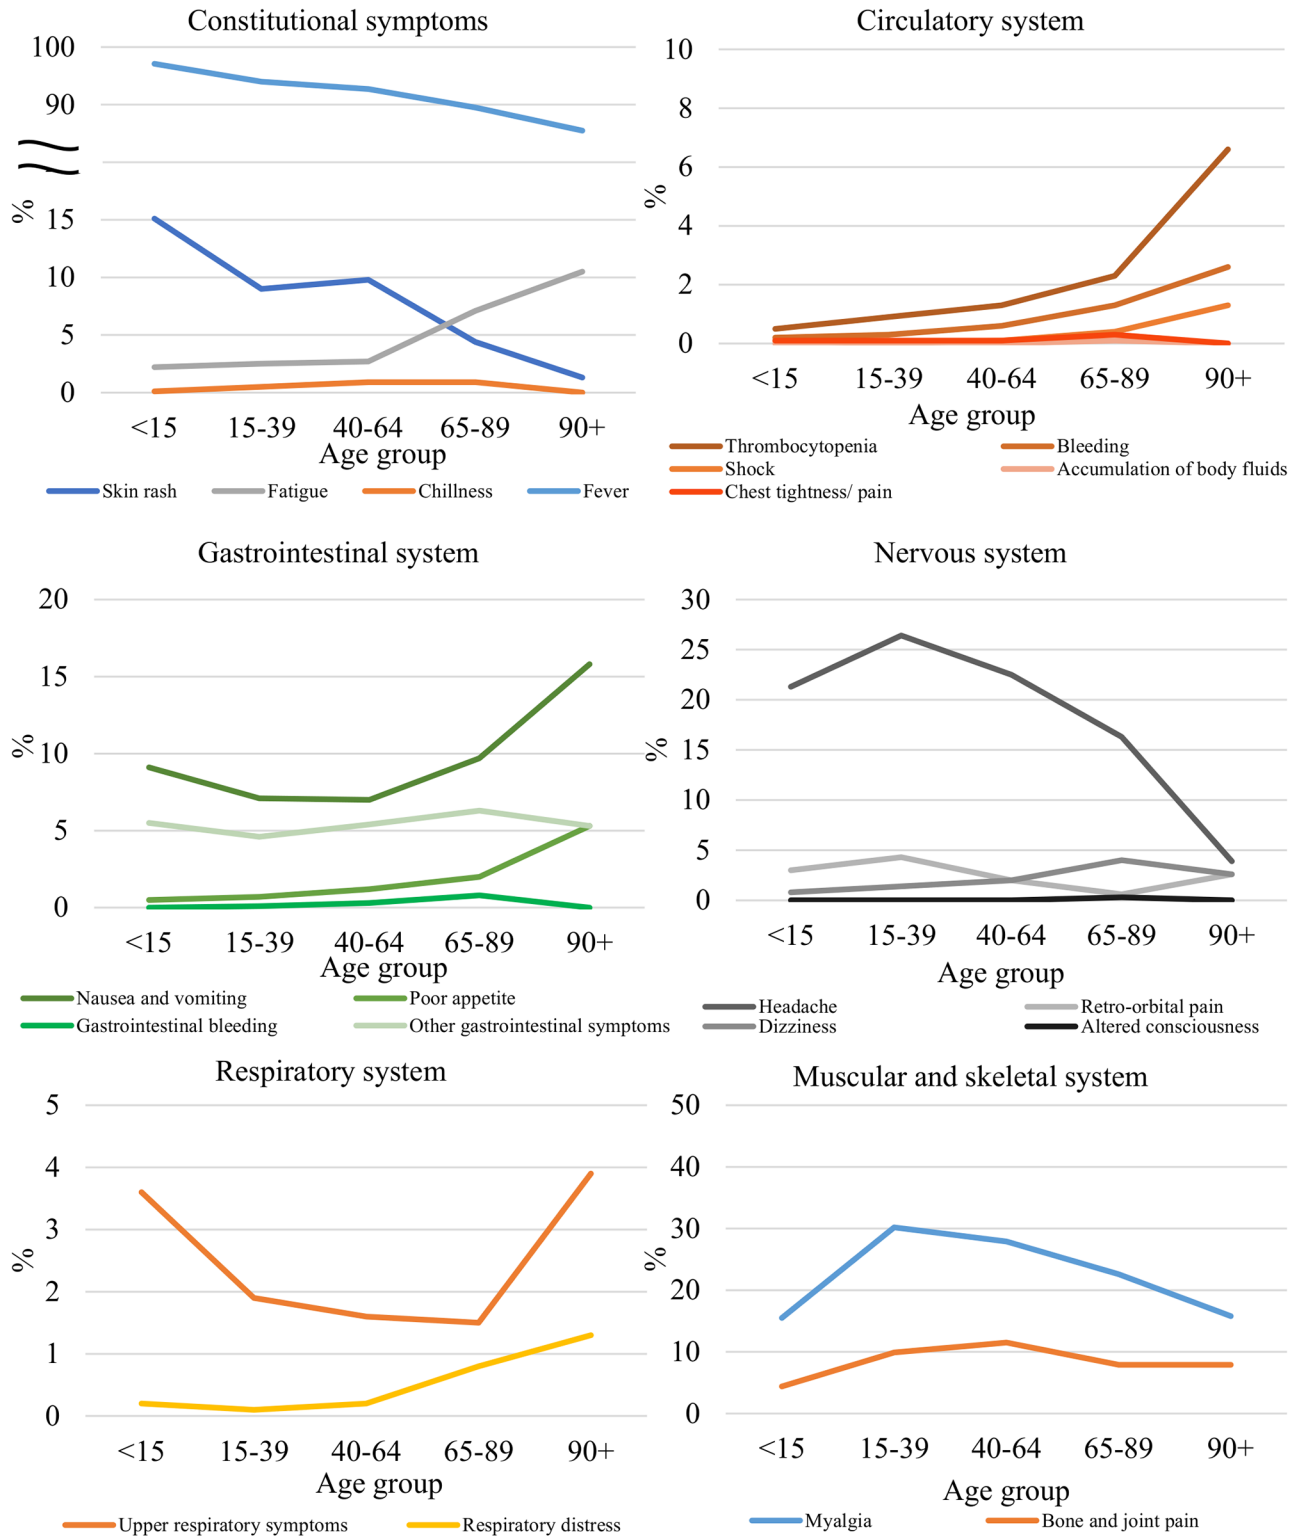 Constitutional symptoms
100
90
15
10
5
0
%
<15 15-39 40-64 65-89 90+
Age group
Skin rash Fatigue Chillness Fever
Circulatory system
10
8
6
4
2
0
%
<15 15-39 40-64 65-89 90+
Age group
Thrombocytopenia Bleeding
Shock Accumulation of body fluids
Chest tightness/ pain
Gastrointestinal system
20
15
10
5
0
%
<15 15-39 40-64 65-89 90+
Age group
Nausea and vomiting Poor appetite
Gastrointestinal bleeding Other gastrointestinal symptoms
Nervous system
30
25
20
15
10
5
0
%
<15 15-39 40-64 65-89 90+
Age group
Headache Retro-orbital pain
Dizziness Altered consciousness
Respiratory system
5
4
3
2
1
0
%
<15 15-39 40-64 65-89 90+
Age group
Upper respiratory symptoms Respiratory distress
Muscular and skeletal system
50
40
30
20
10
0
%
<15 15-39 40-64 65-89 90+
Age group
Myalgia Bone and joint pain